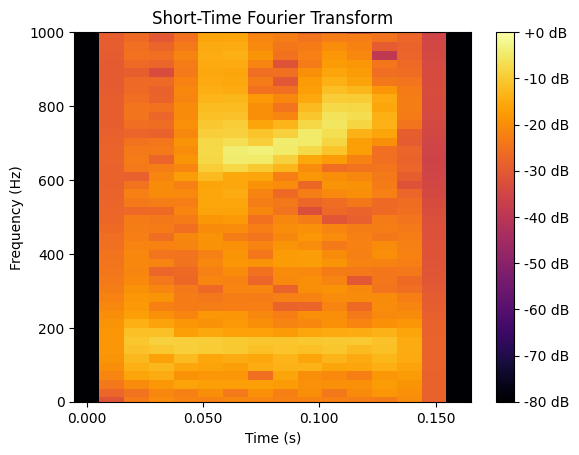 Short-Time Fourier Transform
1000
800
600
400
200
0
Frequency (Hz)
0.000
0.050
0.100
0.150
Time (s)
+0 dB
-10 dB
-20 dB
-30 dB
-40 dB
-50 dB
-60 dB
-70 dB
-80 dB